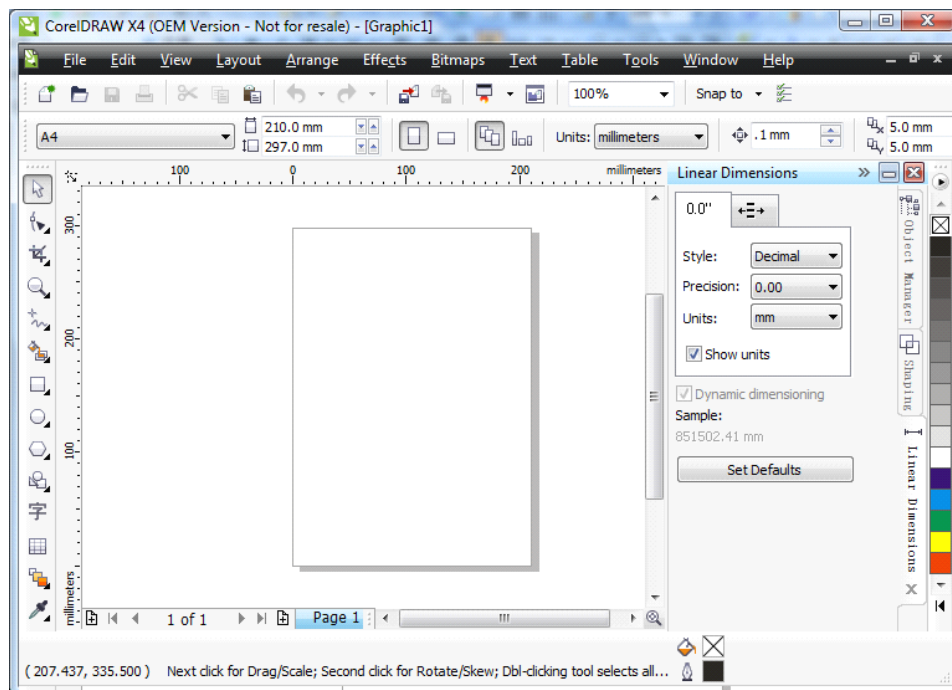 CorelDRAW X4 (OEM Version - Not for resale) - [Graphic1]
File Edit View Layout Arrange Effects Bitmaps Text Table Tools Window Help
100% Snap to
A4 210.0 mm 297.0 mm Units: millimeters .1 mm 5.0 mm 5.0 mm
100 0 100 200 millimeters
300
200
100
millimeters
Linear Dimensions
0.0"
Style: Decimal
Precision: 0.00
Units: mm
Show units
Dynamic dimensioning
Sample:
851502.41 mm
Set Defaults
Object Manager
Shaping
Linear Dimensions
字
1 of 1 Page 1
( 207.437, 335.500 ) Next click for Drag/Scale; Second click for Rotate/Skew; Dbl-clicking tool selects all...